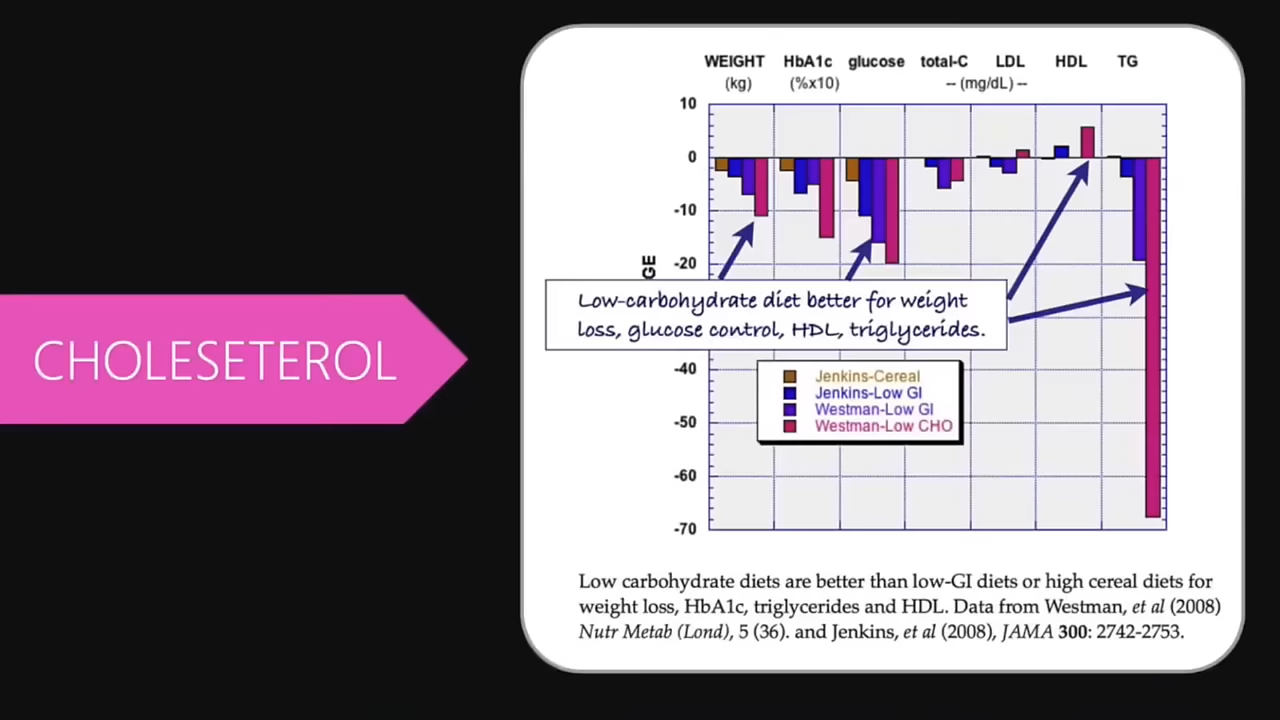 CHOLESETEROL
WEIGHT HbA1c glucose total-C LDL HDL TG
(kg) (%x10) -- (mg/dL) --
10
0
-10
-20
GE
Low-carbohydrate diet better for weight
loss, glucose control, HDL, triglycerides.
-40
Jenkins-Cereal
Jenkins-Low GI
Westman-Low GI
Westman-Low CHO
-50
-60
-70
Low carbohydrate diets are better than low-GI diets or high cereal diets for
weight loss, HbA1c, triglycerides and HDL. Data from Westman, et al (2008)
Nutr Metab (Lond), 5 (36). and Jenkins, et al (2008), JAMA 300: 2742-2753.